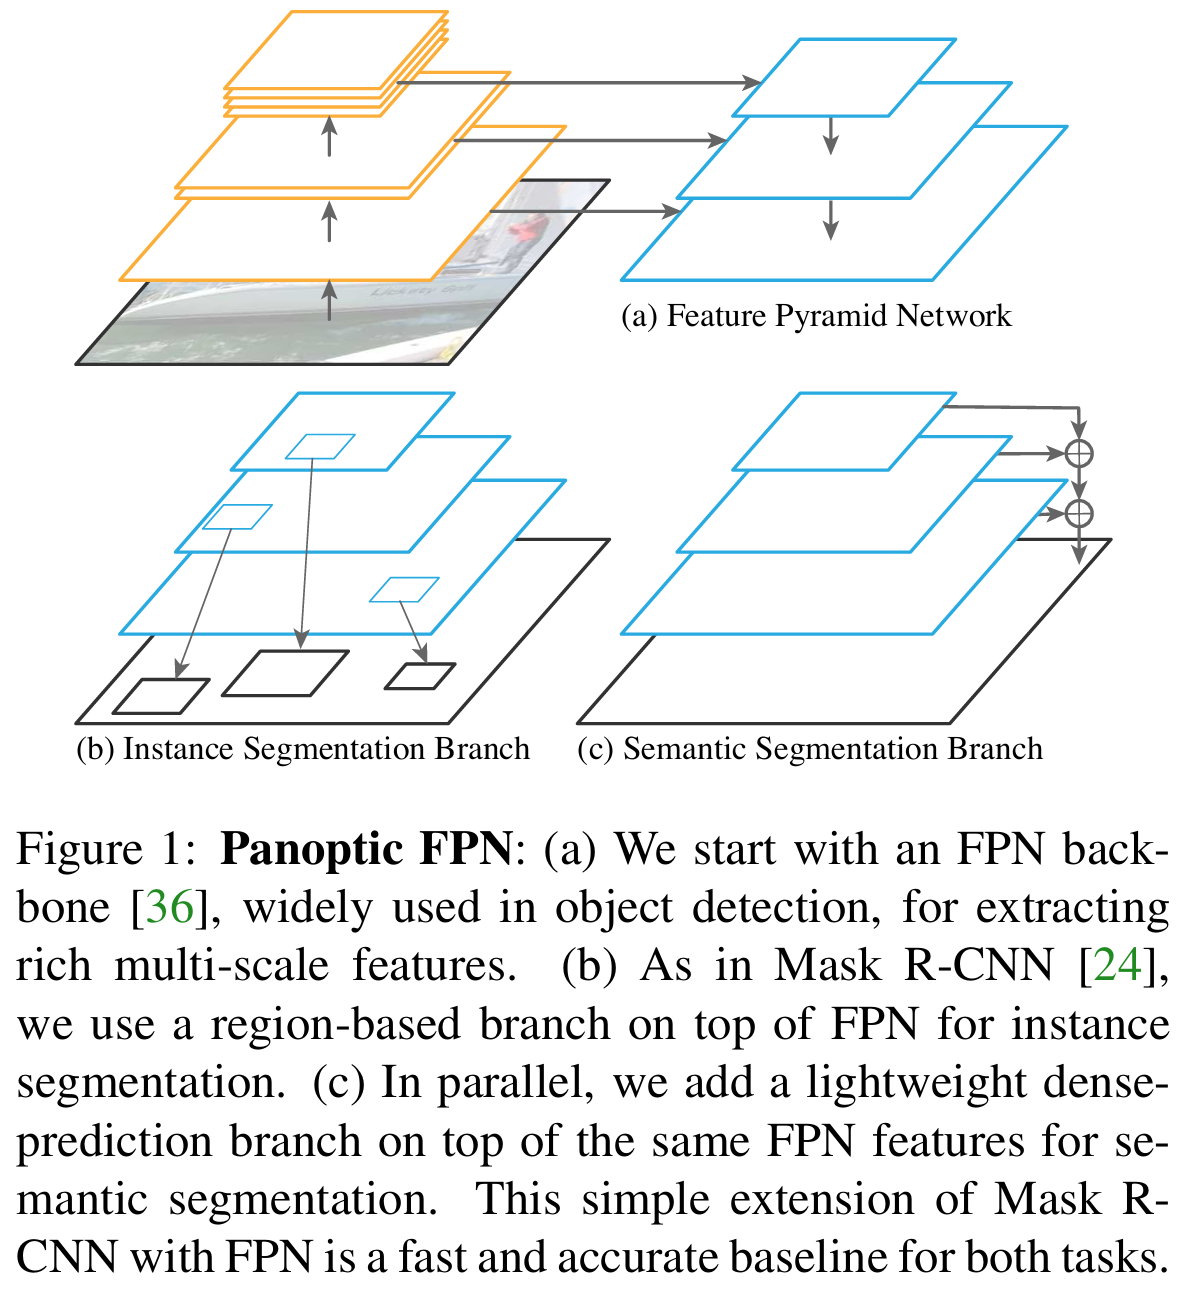 (a) Feature Pyramid Network
(b) Instance Segmentation Branch
(c) Semantic Segmentation Branch
Figure 1: Panoptic FPN: (a) We start with an FPN back-
bone [36], widely used in object detection, for extracting
rich multi-scale features. (b) As in Mask R-CNN [24],
we use a region-based branch on top of FPN for instance
segmentation. (c) In parallel, we add a lightweight dense-
prediction branch on top of the same FPN features for se-
mantic segmentation. This simple extension of Mask R-
CNN with FPN is a fast and accurate baseline for both tasks.